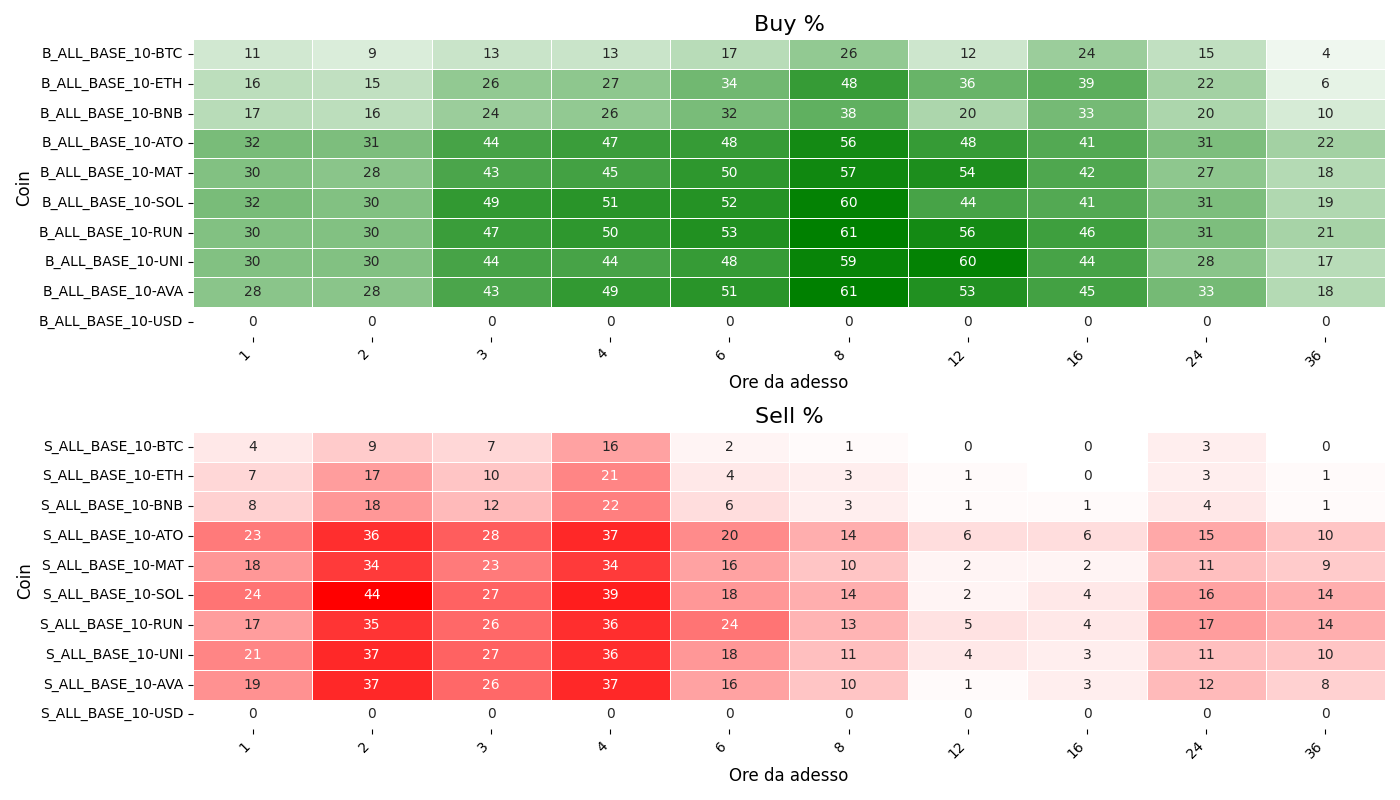 Buy %
Coin
B_ALL_BASE_10-BTC 11 9 13 13 17 26 12 24 15 4
B_ALL_BASE_10-ETH 16 15 26 27 34 48 36 39 22 6
B_ALL_BASE_10-BNB 17 16 24 26 32 38 20 33 20 10
B_ALL_BASE_10-ATO 32 31 44 47 48 56 48 41 31 22
B_ALL_BASE_10-MAT 30 28 43 45 50 57 54 42 27 18
B_ALL_BASE_10-SOL 32 30 49 51 52 60 44 41 31 19
B_ALL_BASE_10-RUN 30 30 47 50 53 61 56 46 31 21
B_ALL_BASE_10-UNI 30 30 44 44 48 59 60 44 28 17
B_ALL_BASE_10-AVA 28 28 43 49 51 61 53 45 33 18
B_ALL_BASE_10-USD 0 0 0 0 0 0 0 0 0 0
1 2 3 4 6 8 12 16 24 36
Ore da adesso
Sell %
Coin
S_ALL_BASE_10-BTC 4 9 7 16 2 1 0 0 3 0
S_ALL_BASE_10-ETH 7 17 10 21 4 3 1 0 3 1
S_ALL_BASE_10-BNB 8 18 12 22 6 3 1 1 4 1
S_ALL_BASE_10-ATO 23 36 28 37 20 14 6 6 15 10
S_ALL_BASE_10-MAT 18 34 23 34 16 10 2 2 11 9
S_ALL_BASE_10-SOL 24 44 27 39 18 14 2 4 16 14
S_ALL_BASE_10-RUN 17 35 26 36 24 13 5 4 17 14
S_ALL_BASE_10-UNI 21 37 27 36 18 11 4 3 11 10
S_ALL_BASE_10-AVA 19 37 26 37 16 10 1 3 12 8
S_ALL_BASE_10-USD 0 0 0 0 0 0 0 0 0 0
1 2 3 4 6 8 12 16 24 36
Ore da adesso